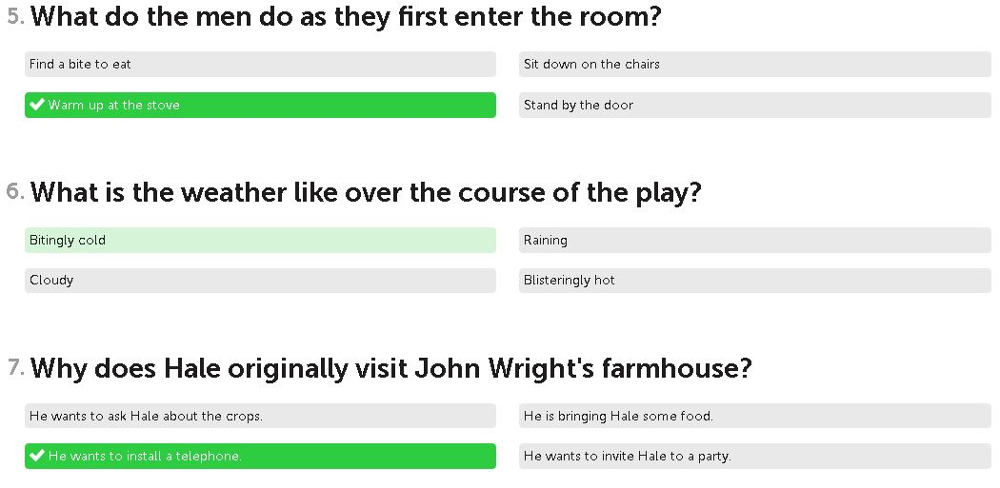 5. What do the men do as they first enter the room?
Find a bite to eat
Sit down on the chairs
Warm up at the stove
Stand by the door
6. What is the weather like over the course of the play?
Bitingly cold
Raining
Cloudy
Blisteringly hot
7. Why does Hale originally visit John Wright's farmhouse?
He wants to ask Hale about the crops.
He is bringing Hale some food.
He wants to install a telephone.
He wants to invite Hale to a party.